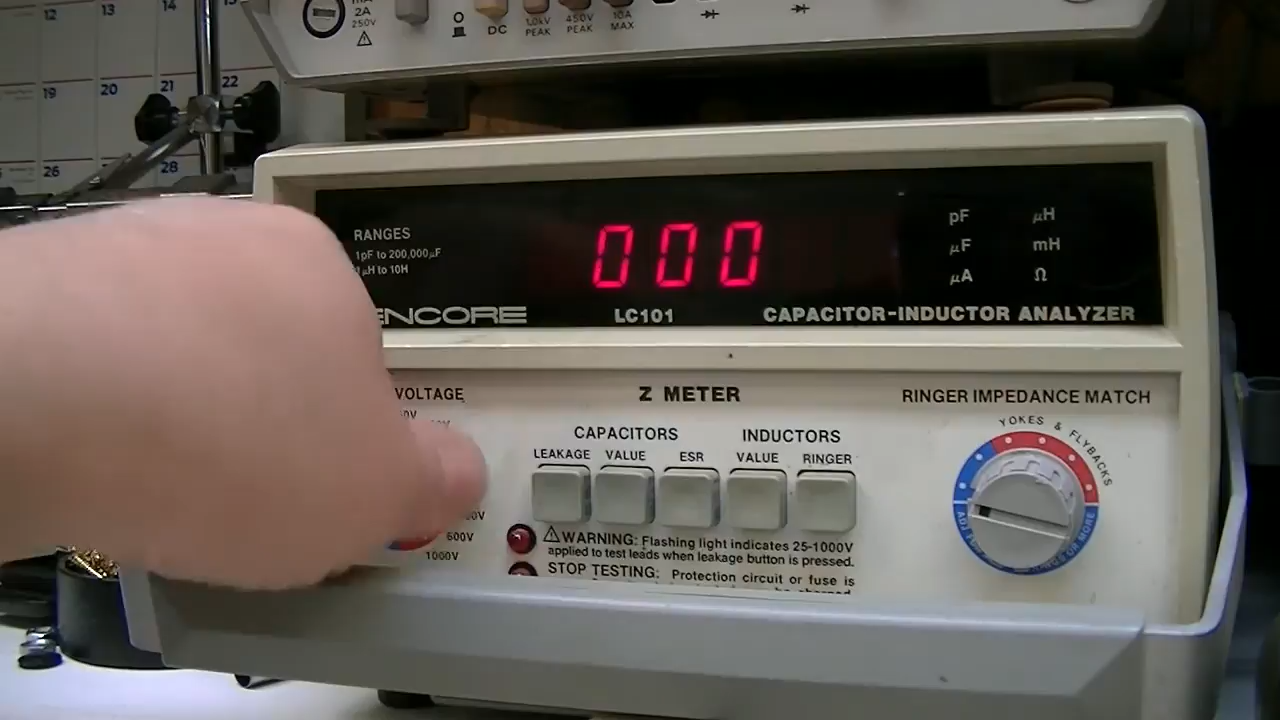 12
13
14
2A
250V
DC
1.0kV
PEAK
450V
PEAK
10A
MAX
19
20
21
22
26
28
RANGES
1pF to 200,000µF
µH to 10H
000
pF
µH
µF
mH
µA
Ω
ENCORE
LC101
CAPACITOR-INDUCTOR ANALYZER
VOLTAGE
Z METER
RINGER IMPEDANCE MATCH
CAPACITORS
INDUCTORS
YOKES & FLYBACKS
LEAKAGE
VALUE
ESR
VALUE
RINGER
600V
1000V
WARNING: Flashing light indicates 25-1000V
applied to test leads when leakage button is pressed.
STOP TESTING: Protection circuit or fuse is